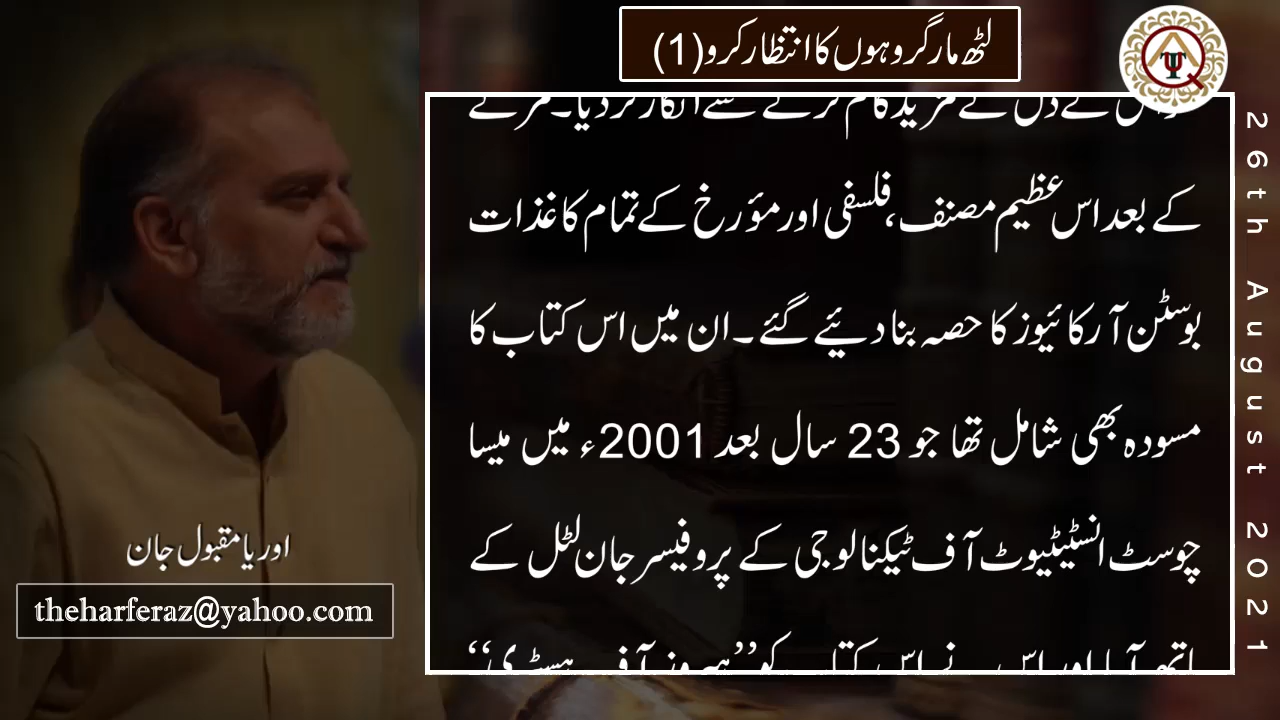 لٹھ مار گروہوں کا انتظار کرو (1)
کے بعد اس عظیم مصنف، فلسفی اور مؤرخ کے تمام کاغذات
بوسٹن آرکائیوز کا حصہ بنا دیئے گئے۔ ان میں اس کتاب کا
مسودہ بھی شامل تھا جو 23 سال بعد 2001ء میں میسا
چوسٹ انسٹیٹیوٹ آف ٹیکنالوجی کے پروفیسر جان لٹل کے
اوریا مقبول جان
theharferaz@yahoo.com
26th August 2021